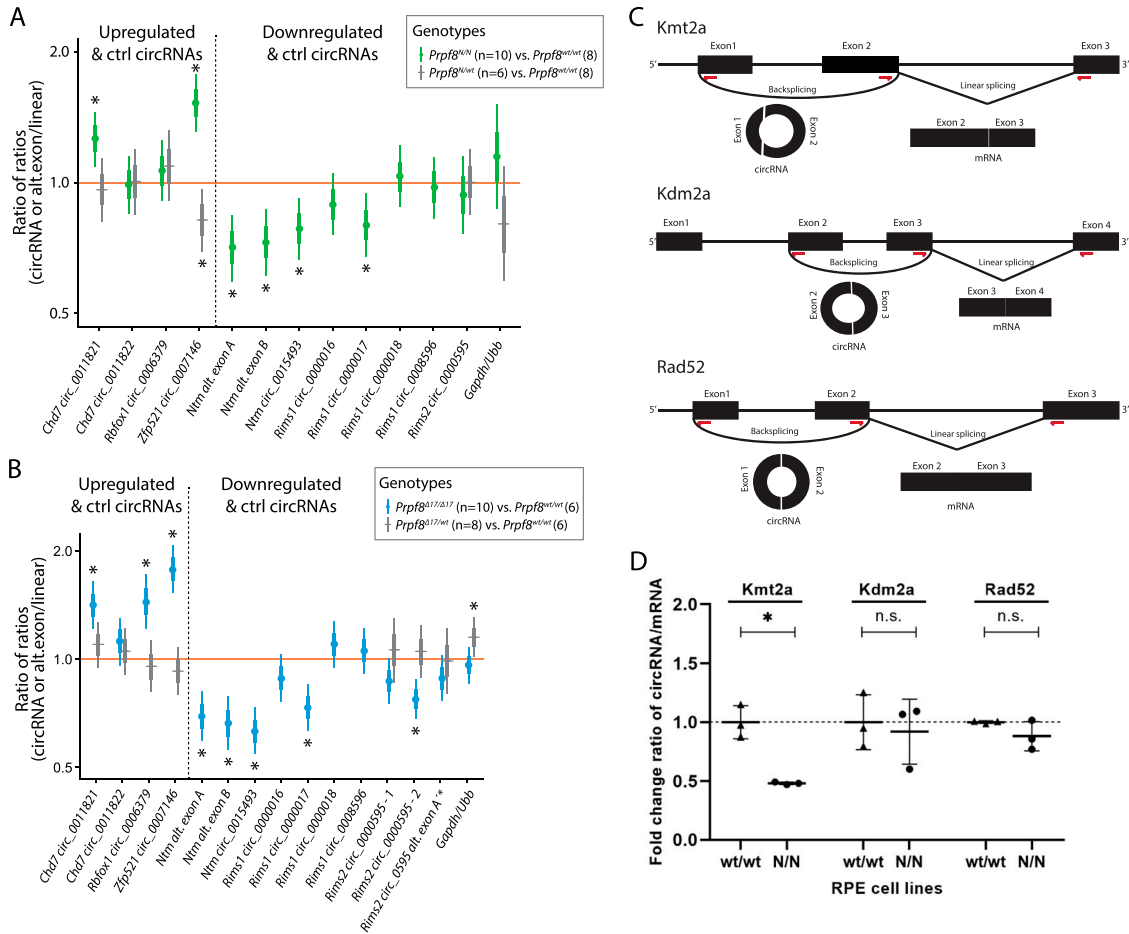 A
Upregulated
& ctrl circRNAs
Downregulated
& ctrl circRNAs
Genotypes
Prpf8N/N (n=10) vs. Prpf8wt/wt (8)
Prpf8N/wt (n=6) vs. Prpf8wt/wt (8)
Ratio of ratios
(circRNA or alt.exon/linear)
2.0
1.0
0.5
*
*
*
*
*
*
*
Chd7 circ_0011821
Chd7 circ_0011822
Rbfox1 circ_0006379
Zfp521 circ_0007146
Ntm alt. exon A
Ntm alt. exon B
Ntm circ_0015493
Rims1 circ_0000016
Rims1 circ_0000017
Rims1 circ_0000018
Rims1 circ_0008596
Rims2 circ_0000595
Gapdh/Ubb
B
Upregulated
& ctrl circRNAs
Downregulated
& ctrl circRNAs
Genotypes
Prpf8Δ17/Δ17 (n=10) vs. Prpf8wt/wt (6)
Prpf8Δ17/wt (n=8) vs. Prpf8wt/wt (6)
Ratio of ratios
(circRNA or alt.exon/linear)
2.0
1.0
0.5
*
*
*
*
*
*
*
*
*
Chd7 circ_0011821
Chd7 circ_0011822
Rbfox1 circ_0006379
Zfp521 circ_0007146
Ntm alt. exon A
Ntm alt. exon B
Ntm circ_0015493
Rims1 circ_0000016
Rims1 circ_0000017
Rims1 circ_0000018
Rims1 circ_0008596
Rims2 circ_0000595 - 1
Rims2 circ_0000595 - 2
Rims2 circ_0595 alt. exon A ‘*
Gapdh/Ubb
C
Kmt2a
Exon1
Exon 2
Exon 3
5’
3’
Backsplicing
Linear splicing
Exon 1
Exon 2
circRNA
Exon 2
Exon 3
mRNA
Kdm2a
Exon1
Exon 2
Exon 3
Exon 4
5’
3’
Backsplicing
Linear splicing
Exon 2
Exon 3
circRNA
Exon 3
Exon 4
mRNA
Rad52
Exon1
Exon 2
Exon 3
5’
3’
Backsplicing
Linear splicing
Exon 1
Exon 2
circRNA
Exon 2
Exon 3
mRNA
D
Kmt2a
Kdm2a
Rad52
*
n.s.
n.s.
Fold change ratio of circRNA/mRNA
2.0
1.5
1.0
0.5
0.0
wt/wt
N/N
wt/wt
N/N
wt/wt
N/N
RPE cell lines